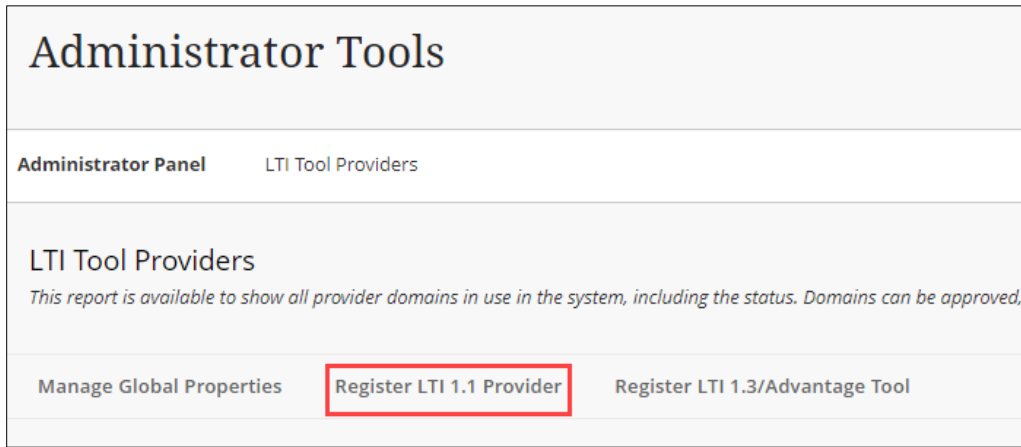 Administrator Tools
Administrator Panel LTI Tool Providers
LTI Tool Providers
This report is available to show all provider domains in use in the system, including the status. Domains can be approved,
Manage Global Properties Register LTI 1.1 Provider Register LTI 1.3/Advantage Tool